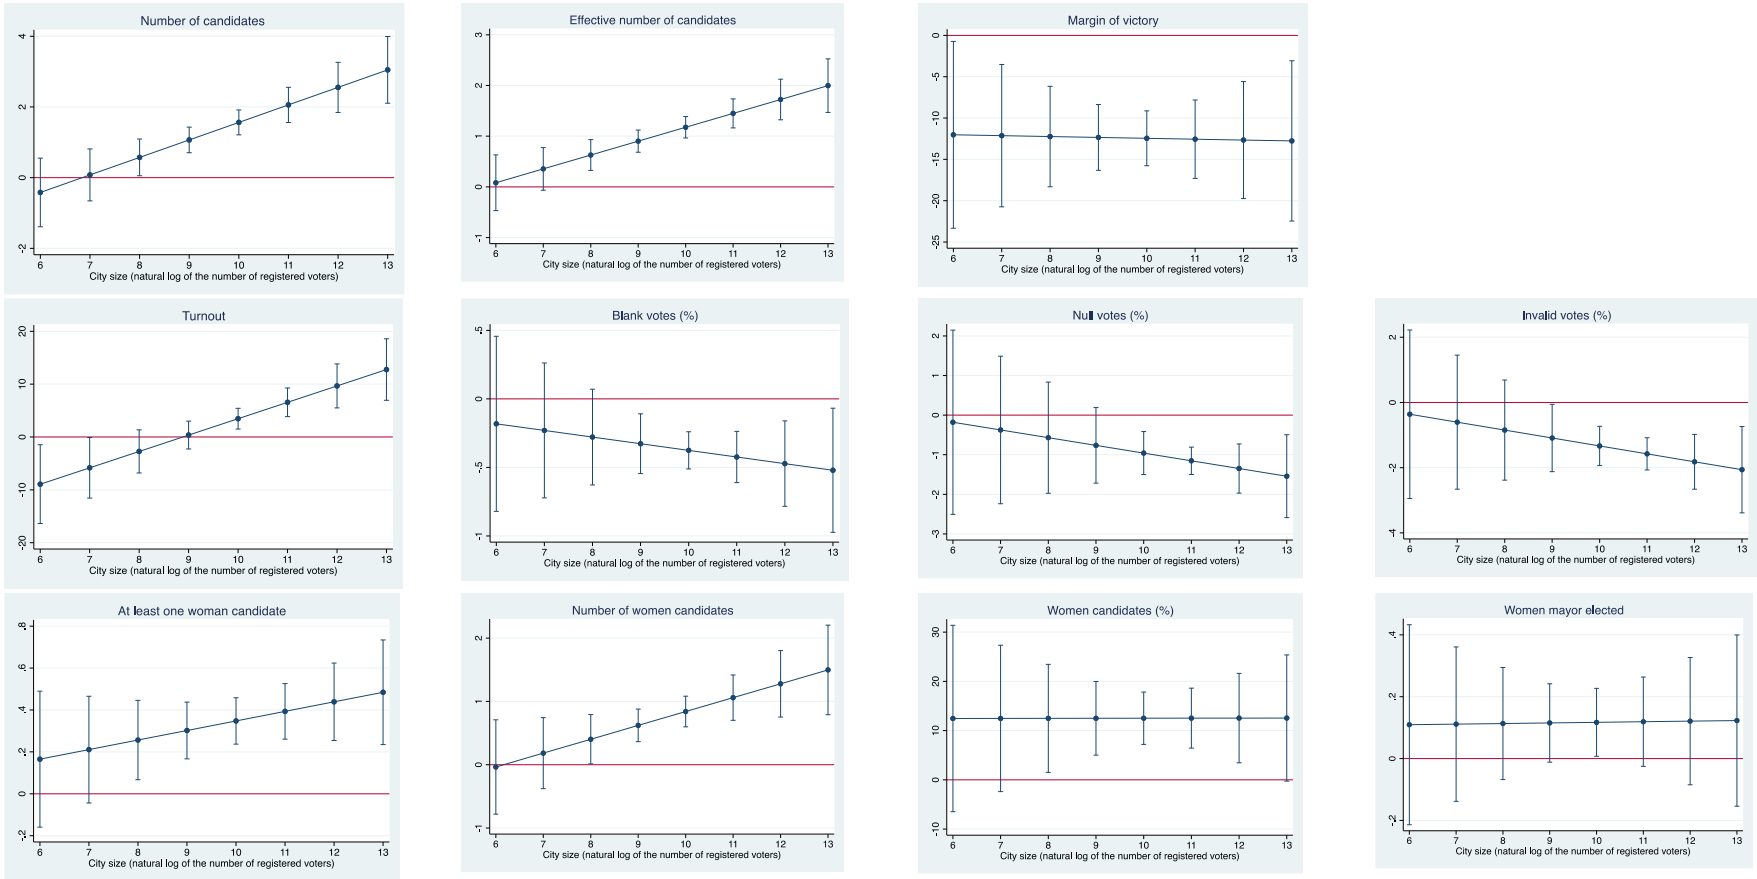 Number of candidates
4
2
0
-2
6 7 8 9 10 11 12 13
City size (natural log of the number of registered voters)
Effective number of candidates
3
2
1
0
-1
6 7 8 9 10 11 12 13
City size (natural log of the number of registered voters)
Margin of victory
0
-5
-10
-15
-20
-25
6 7 8 9 10 11 12 13
City size (natural log of the number of registered voters)
Turnout
20
10
0
-10
-20
6 7 8 9 10 11 12 13
City size (natural log of the number of registered voters)
Blank votes (%)
.5
0
-.5
-1
6 7 8 9 10 11 12 13
City size (natural log of the number of registered voters)
Null votes (%)
2
1
0
-1
-2
-3
6 7 8 9 10 11 12 13
City size (natural log of the number of registered voters)
Invalid votes (%)
2
0
-2
-4
6 7 8 9 10 11 12 13
City size (natural log of the number of registered voters)
At least one woman candidate
.8
.6
.4
.2
0
-.2
6 7 8 9 10 11 12 13
City size (natural log of the number of registered voters)
Number of women candidates
2
1
0
-1
6 7 8 9 10 11 12 13
City size (natural log of the number of registered voters)
Women candidates (%)
30
20
10
0
-10
6 7 8 9 10 11 12 13
City size (natural log of the number of registered voters)
Women mayor elected
.4
.2
0
-.2
6 7 8 9 10 11 12 13
City size (natural log of the number of registered voters)